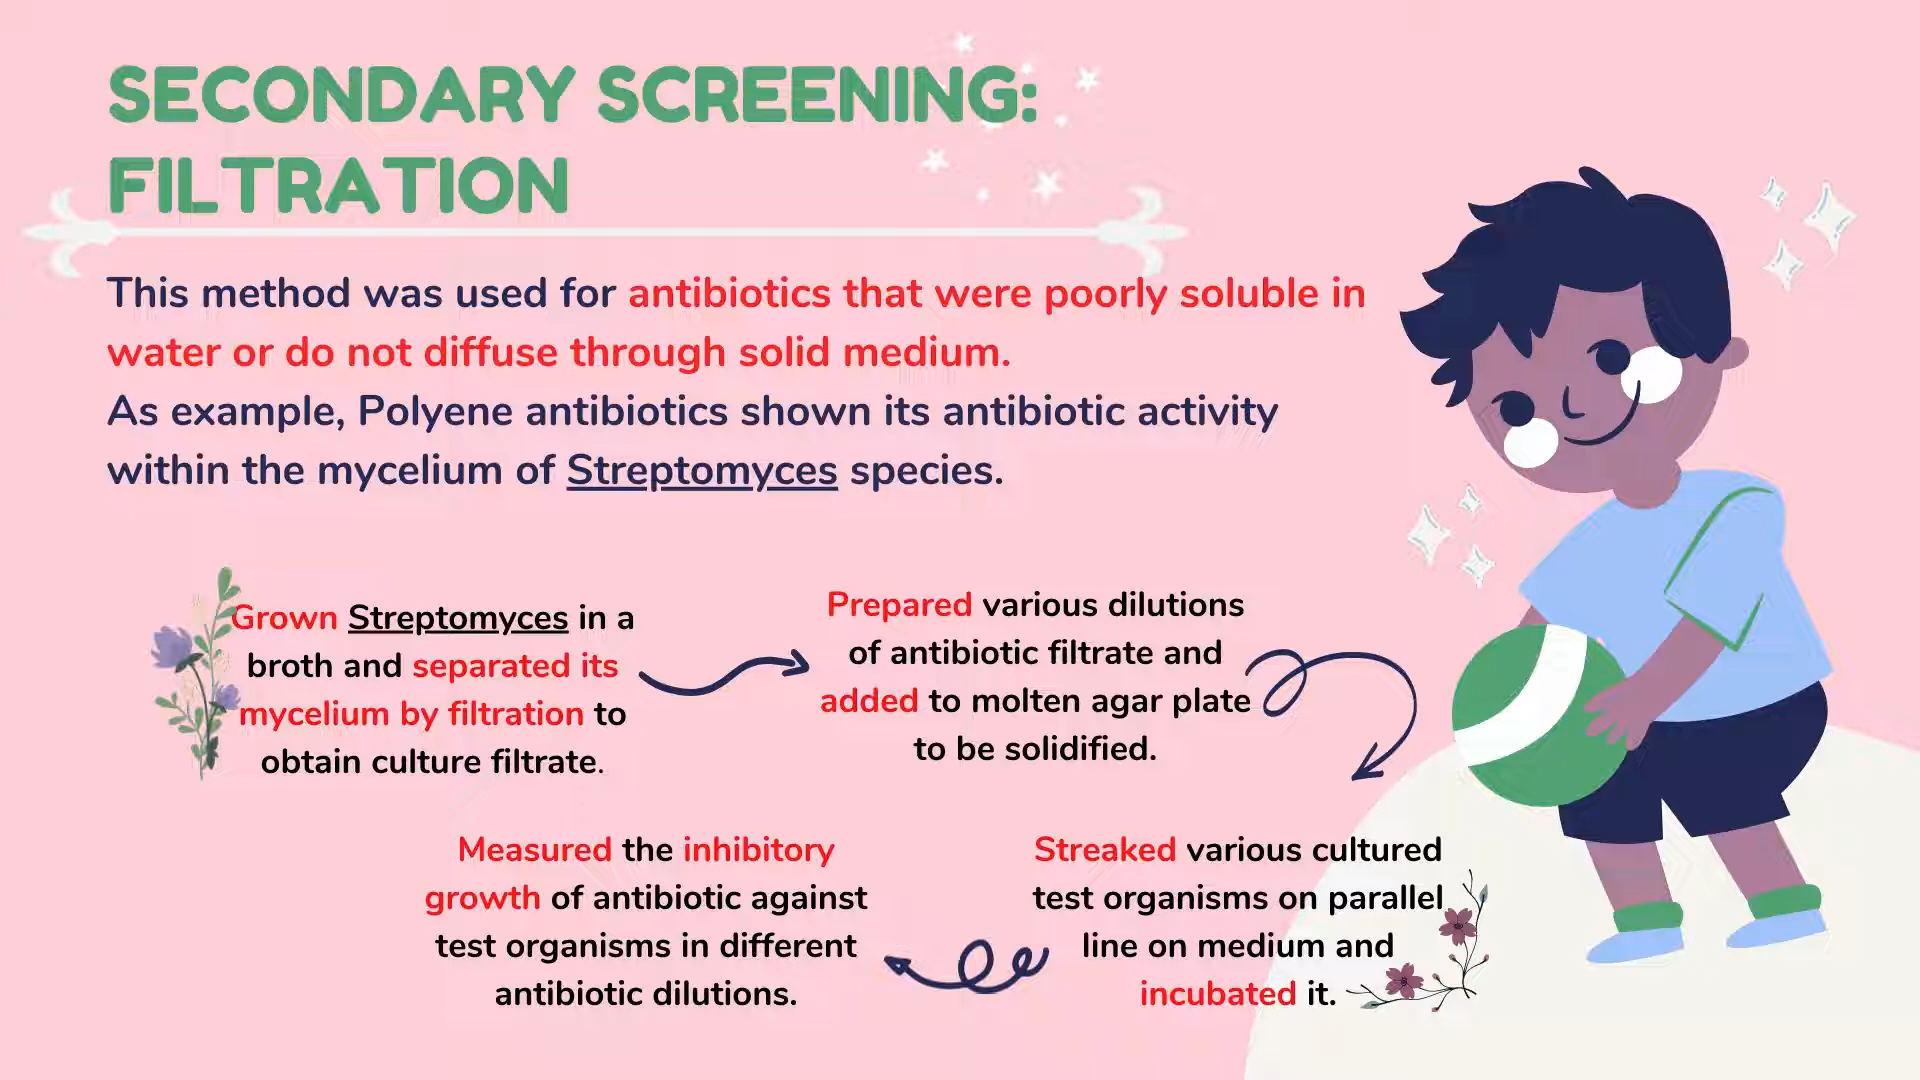 SECONDARY SCREENING:
FILTRATION
This method was used for antibiotics that were poorly soluble in
water or do not diffuse through solid medium.
As example, Polyene antibiotics shown its antibiotic activity
within the mycelium of Streptomyces species.
Grown Streptomyces in a
broth and separated its
mycelium by filtration to
obtain culture filtrate.
Prepared various dilutions
of antibiotic filtrate and
added to molten agar plate
to be solidified.
Streaked various cultured
test organisms on parallel
line on medium and
incubated it.
Measured the inhibitory
growth of antibiotic against
test organisms in different
antibiotic dilutions.